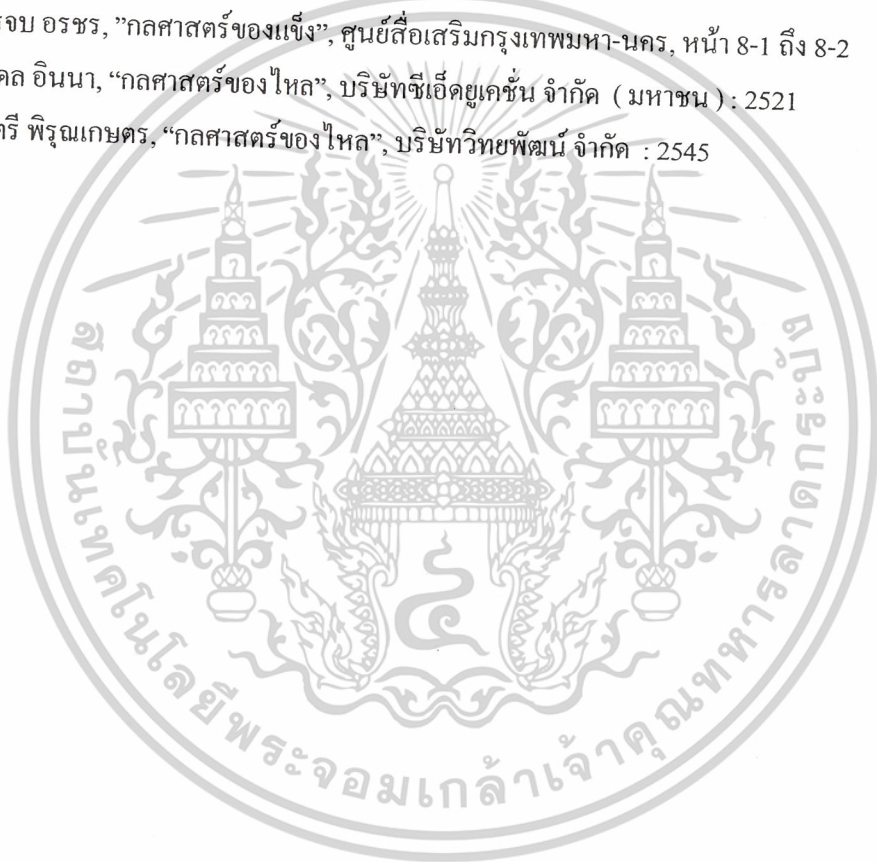 จบ อรชร, ”กลศาสตร์ของแข็ง”, ศูนย์สื่อเสริมกรุงเทพมหา-นคร, หน้า 8-1 ถึง 8-2
อินนา, “กลศาสตร์ของไหล”, บริษัทซีเอ็ดยูเคชั่น จำกัด ( มหาชน ) : 2521
พิรุณเกษตร, “กลศาสตร์ของไหล”, บริษัทวิทยพัฒน์ จำกัด : 2545
สถาบันเทคโนโลยีพระจอมเกล้าเจ้าคุณทหารลาดกระบัง